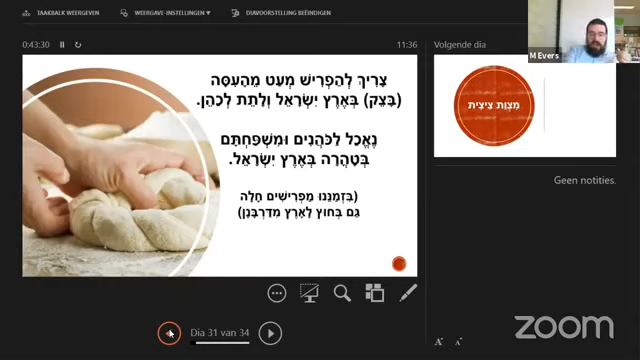 TAAKBALK WEERGEVEN
WEERGAVE-INSTELLINGEN ▼
DIAVOORSTELLING BEËINDIGEN
0:43:30
11:36
Volgende dia
M Evers
צָרִיךְ לְהַפְרִישׁ מְעַט מֵהָעִסָּה
(בָּצֵק) בְּאֶרֶץ יִשְׂרָאֵל וְלָתֵת לְכֹהֵן.
נֶאֱכָל לַכֹּהֲנִים וּמִשְׁפַּחְתָּם
בְּטָהֳרָה בְּאֶרֶץ יִשְׂרָאֵל.
(בִּזְמַנֵּנוּ מַפְרִישִׁים חַלָּה
גַּם בְּחוּץ לָאָרֶץ מִדְּרַבָּנָן)
מִצְוַת צִיצִית
Geen notities.
Dia 31 van 34
A A
zoom